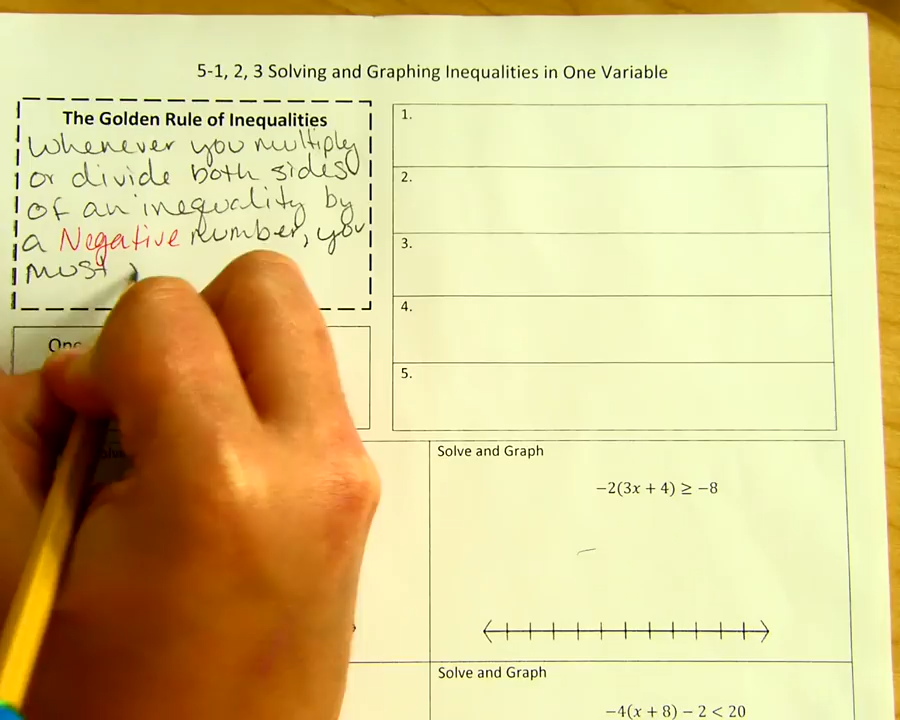 5-1, 2, 3 Solving and Graphing Inequalities in One Variable
The Golden Rule of Inequalities
Whenever you multiply
or divide both sides
of an inequality by
a Negative number, you
must
One
1.
2.
3.
4.
5.
Solve and Graph
−2(3x + 4) ≥ −8
Solve and Graph
−4(x + 8) − 2 < 20